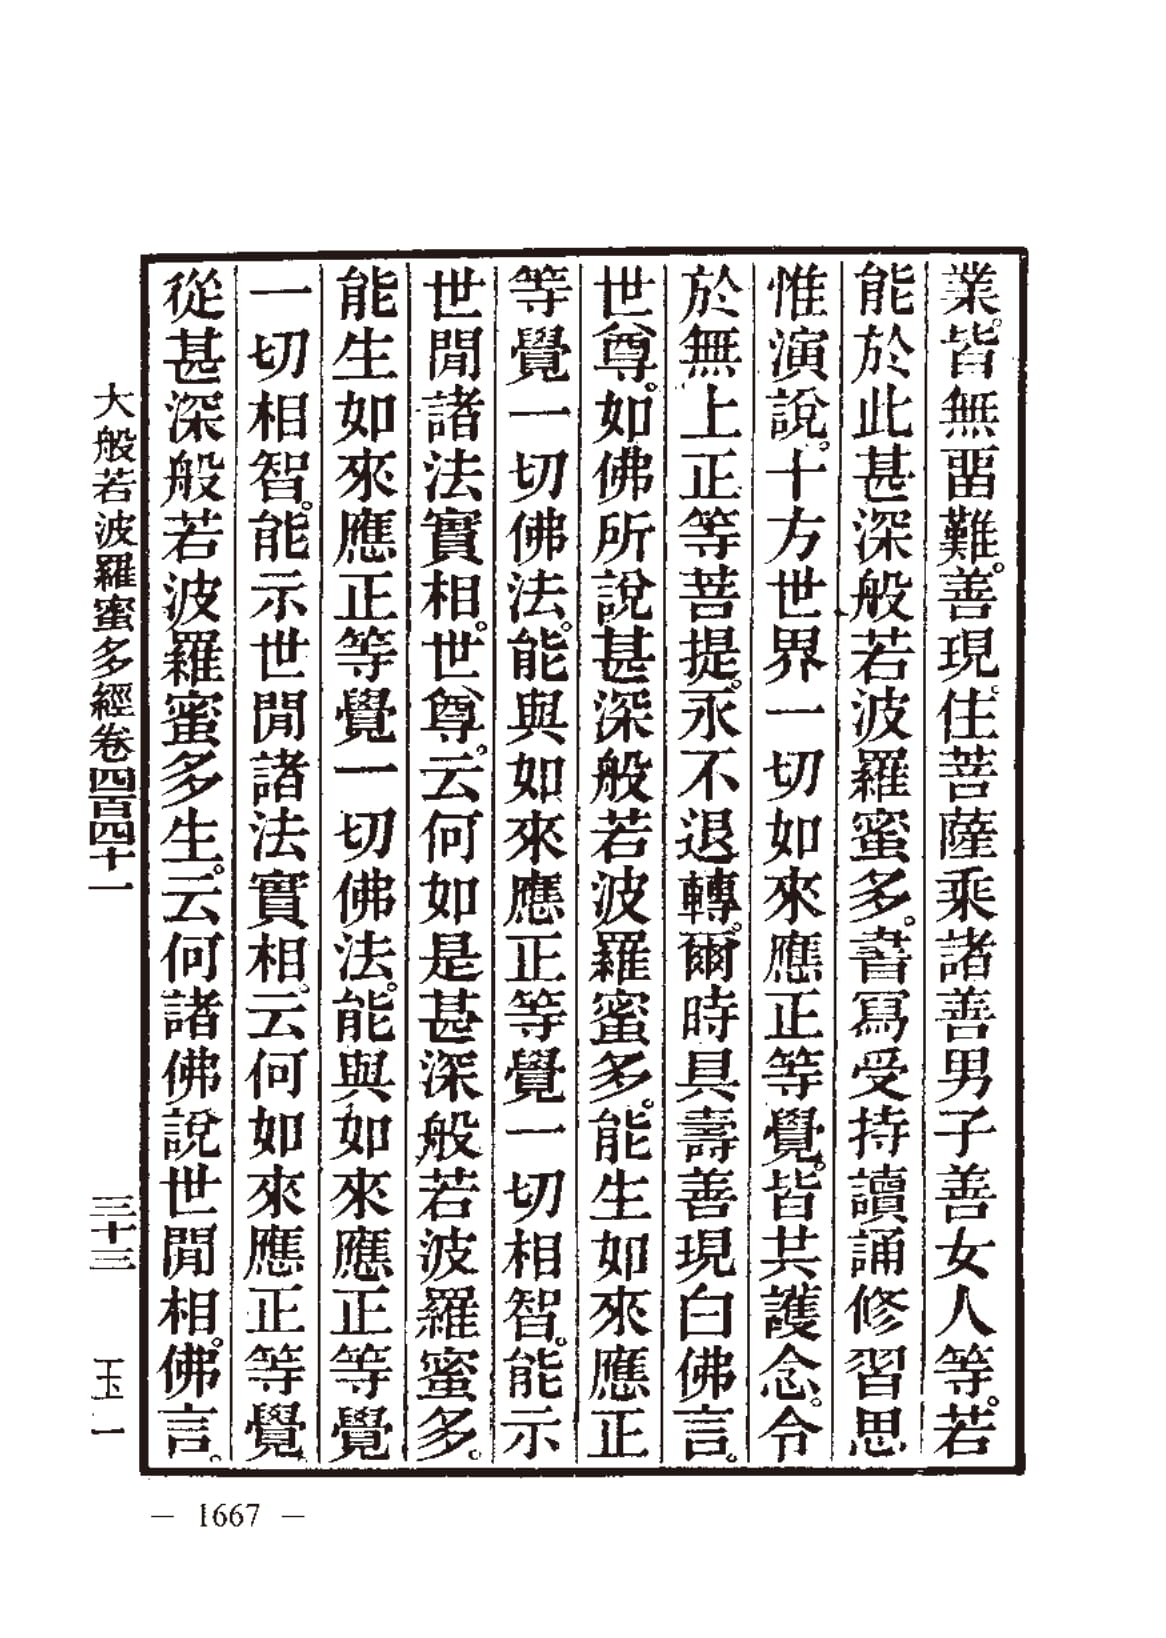 業。皆無留難。善現。住菩薩乘諸善男子善女人等。若
能於此甚深般若波羅蜜多。書寫受持讀誦修習思
惟演說。十方世界一切如來應正等覺。皆共護念。令
於無上正等菩提。永不退轉。爾時具壽善現白佛言。
世尊。如佛所說甚深般若波羅蜜多。能生如來應正
等覺一切佛法。能與如來應正等覺一切相智。能示
世閒諸法實相。世尊。云何如是甚深般若波羅蜜多。
能生如來應正等覺一切佛法。能與如來應正等覺
一切相智。能示世閒諸法實相。云何如來應正等覺
從甚深般若波羅蜜多生。云何諸佛說世閒相。佛言。
大般若波羅蜜多經卷四百四十一　三十三　玉一
— 1667 —